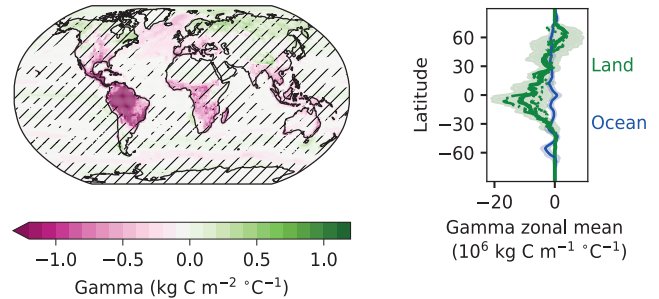 −1.0 −0.5 0.0 0.5 1.0
Gamma (kg C m⁻² °C⁻¹)
Latitude
60
30
0
−30
−60
Land
Ocean
−20 0
Gamma zonal mean
(10⁶ kg C m⁻¹ °C⁻¹)